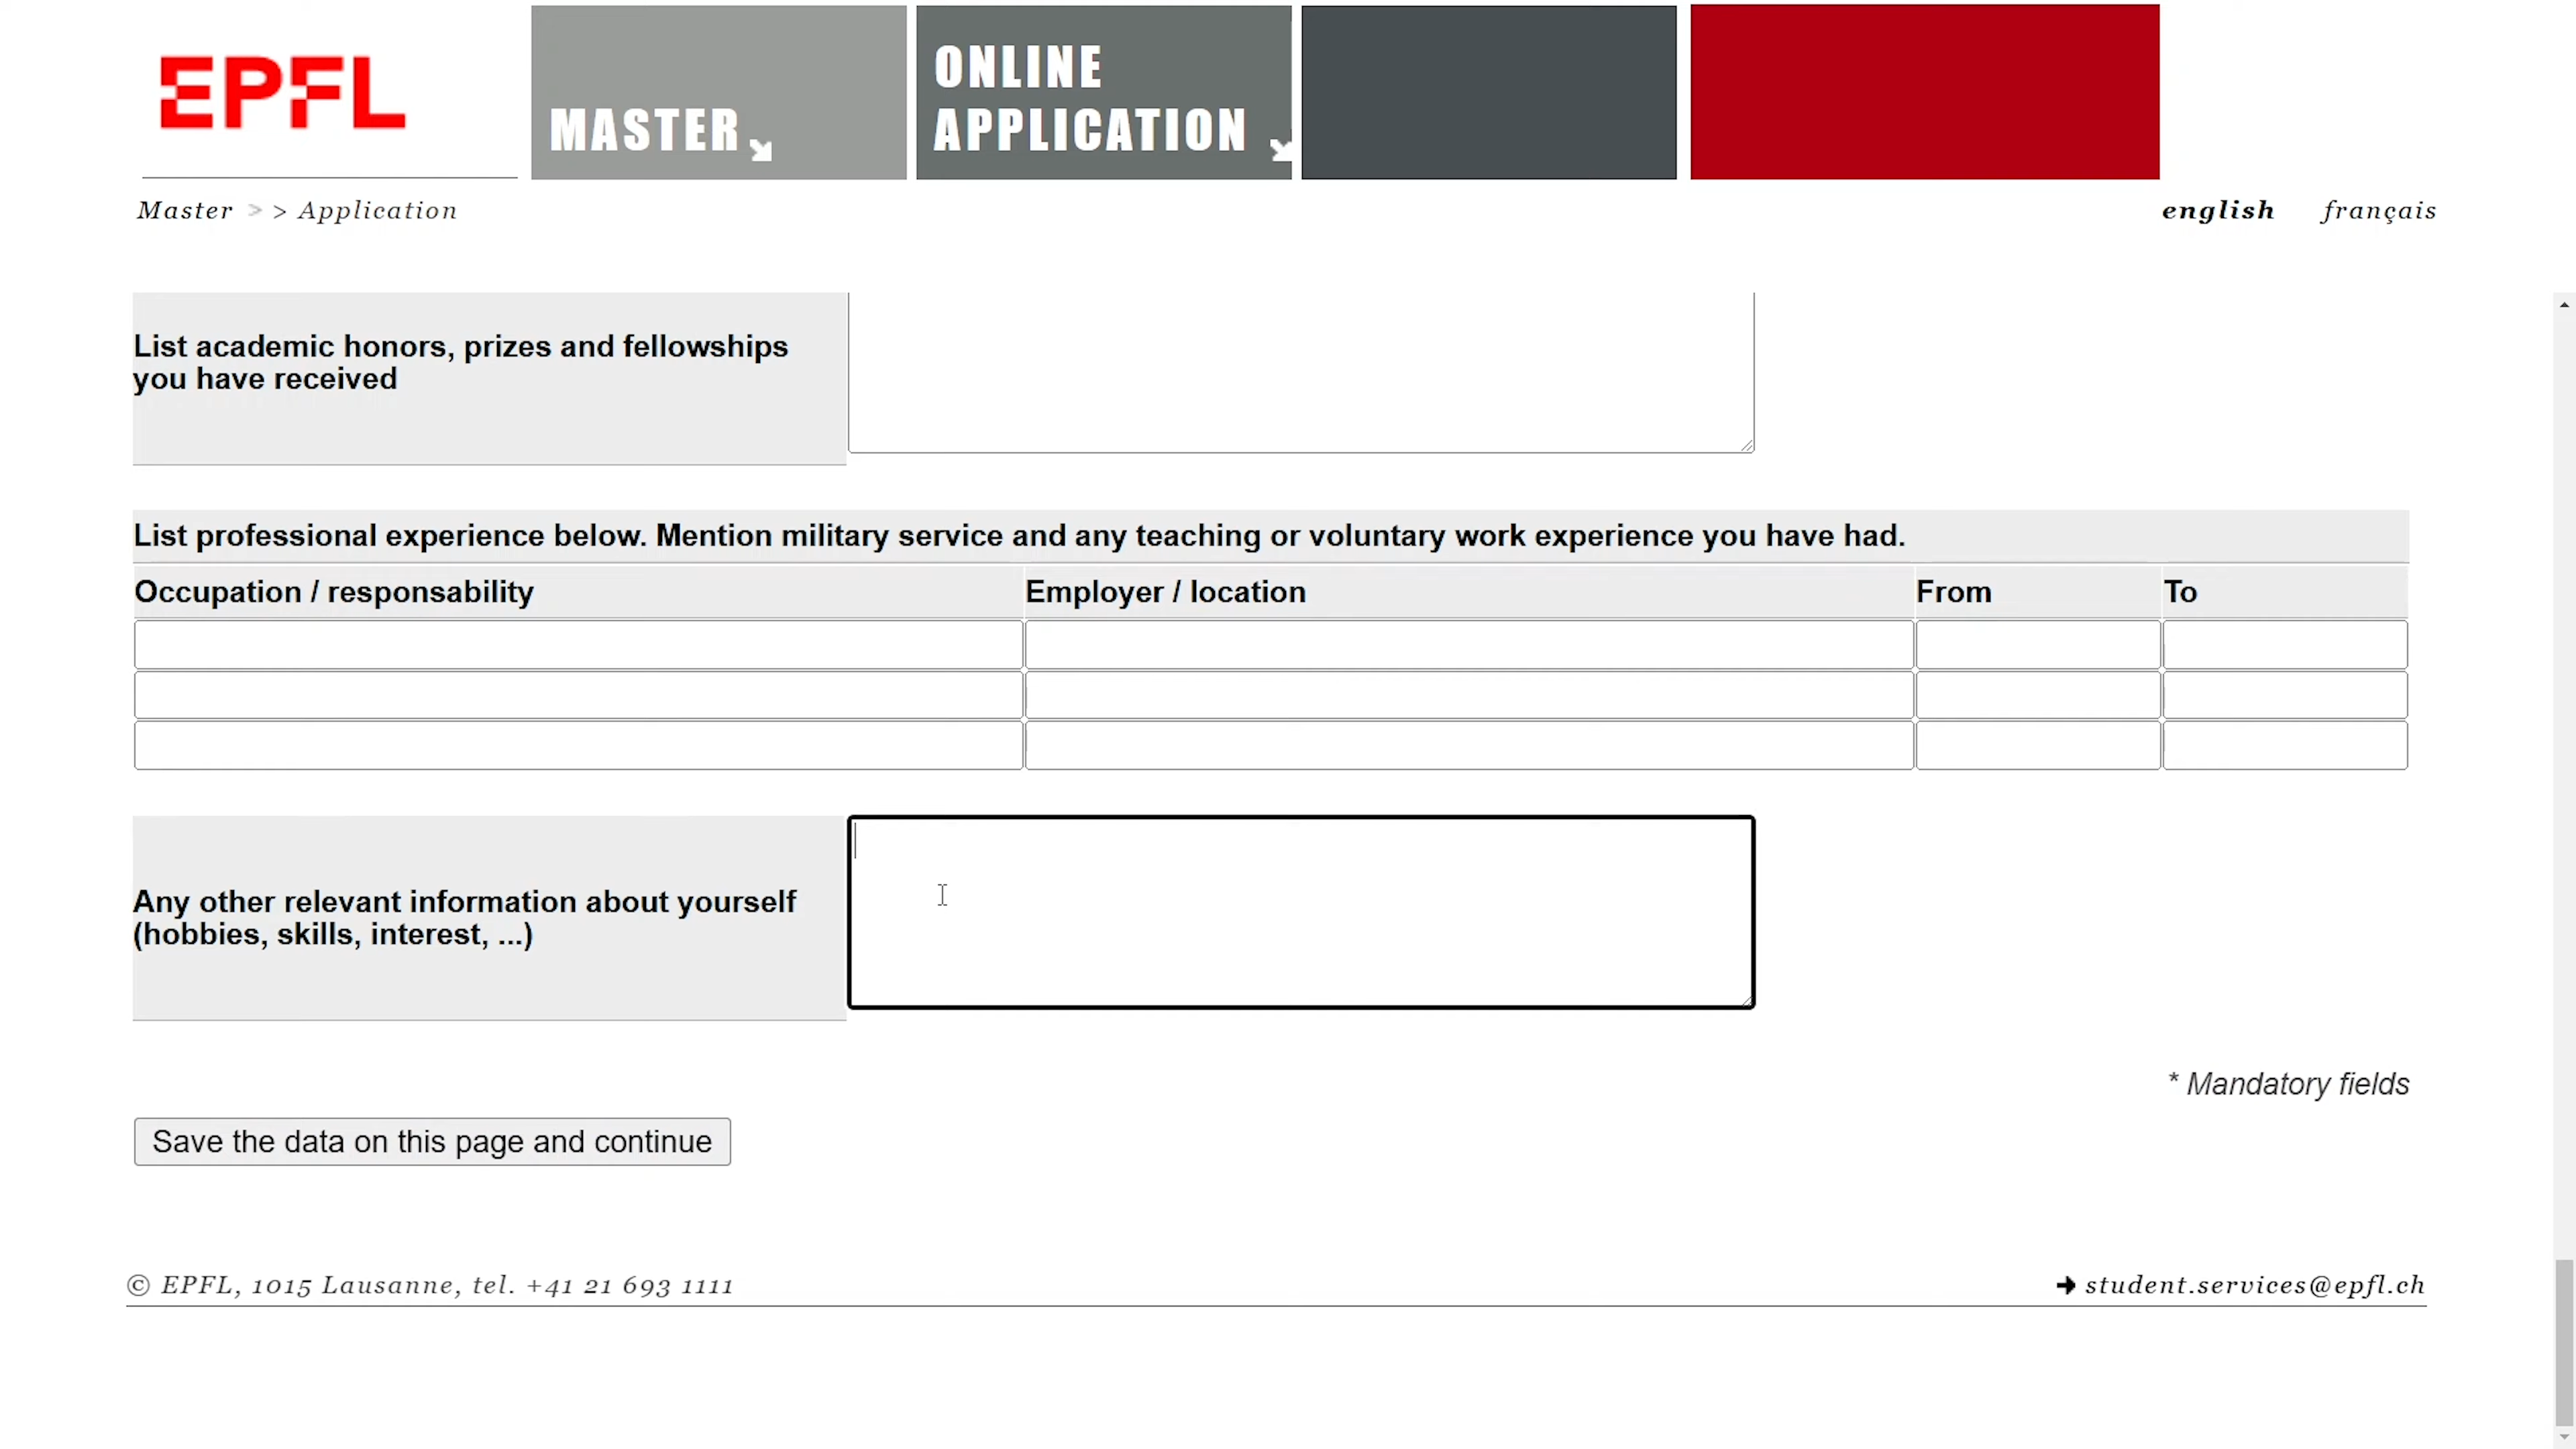 EPFL
MASTER
ONLINE
APPLICATION
Master > > Application
english français
List academic honors, prizes and fellowships
you have received
List professional experience below. Mention military service and any teaching or voluntary work experience you have had.
Occupation / responsability Employer / location From To
Any other relevant information about yourself
(hobbies, skills, interest, ...)
* Mandatory fields
Save the data on this page and continue
© EPFL, 1015 Lausanne, tel. +41 21 693 1111
student.services@epfl.ch